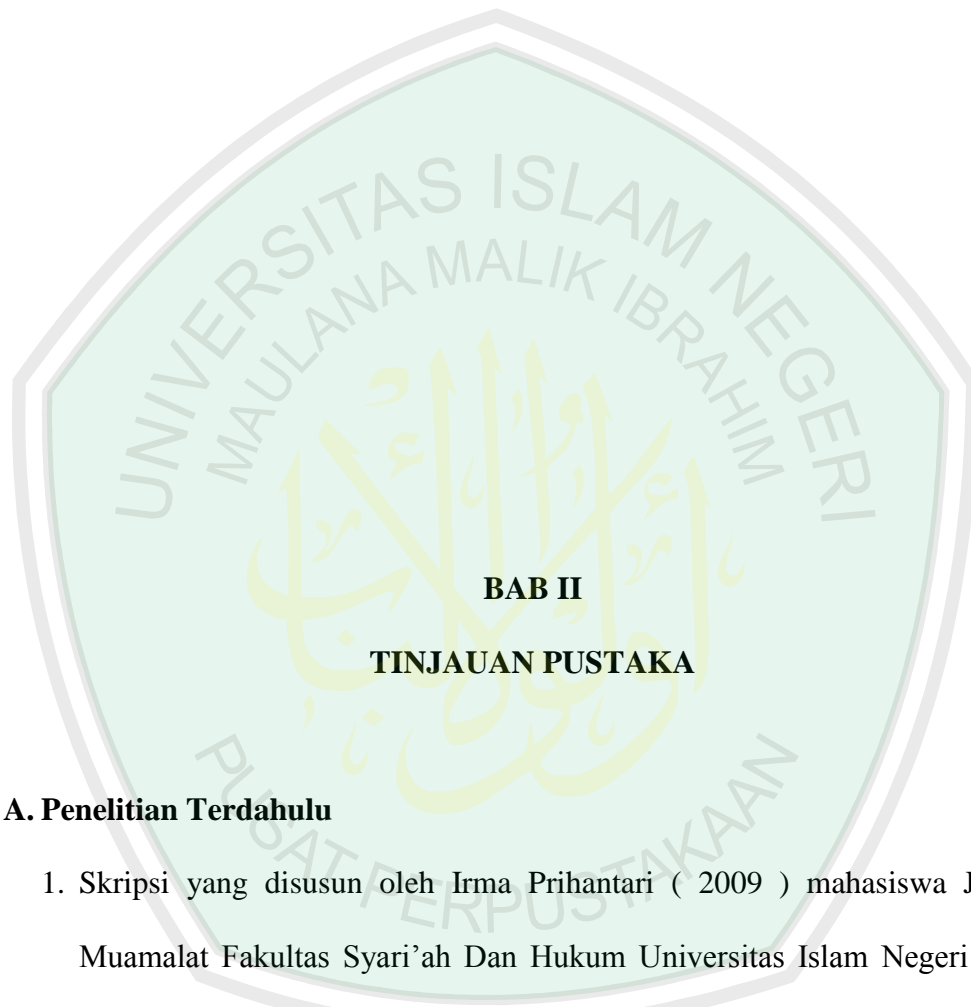 UNIVERSITAS ISLAM NEGERI
MAULANA MALIK IBRAHIM
BAB II
TINJAUAN PUSTAKA
PUSAT PERPUSTAKAAN
A. Penelitian Terdahulu
1. Skripsi yang disusun oleh Irma Prihantari ( 2009 ) mahasiswa J
Muamalat Fakultas Syari’ah Dan Hukum Universitas Islam Negeri